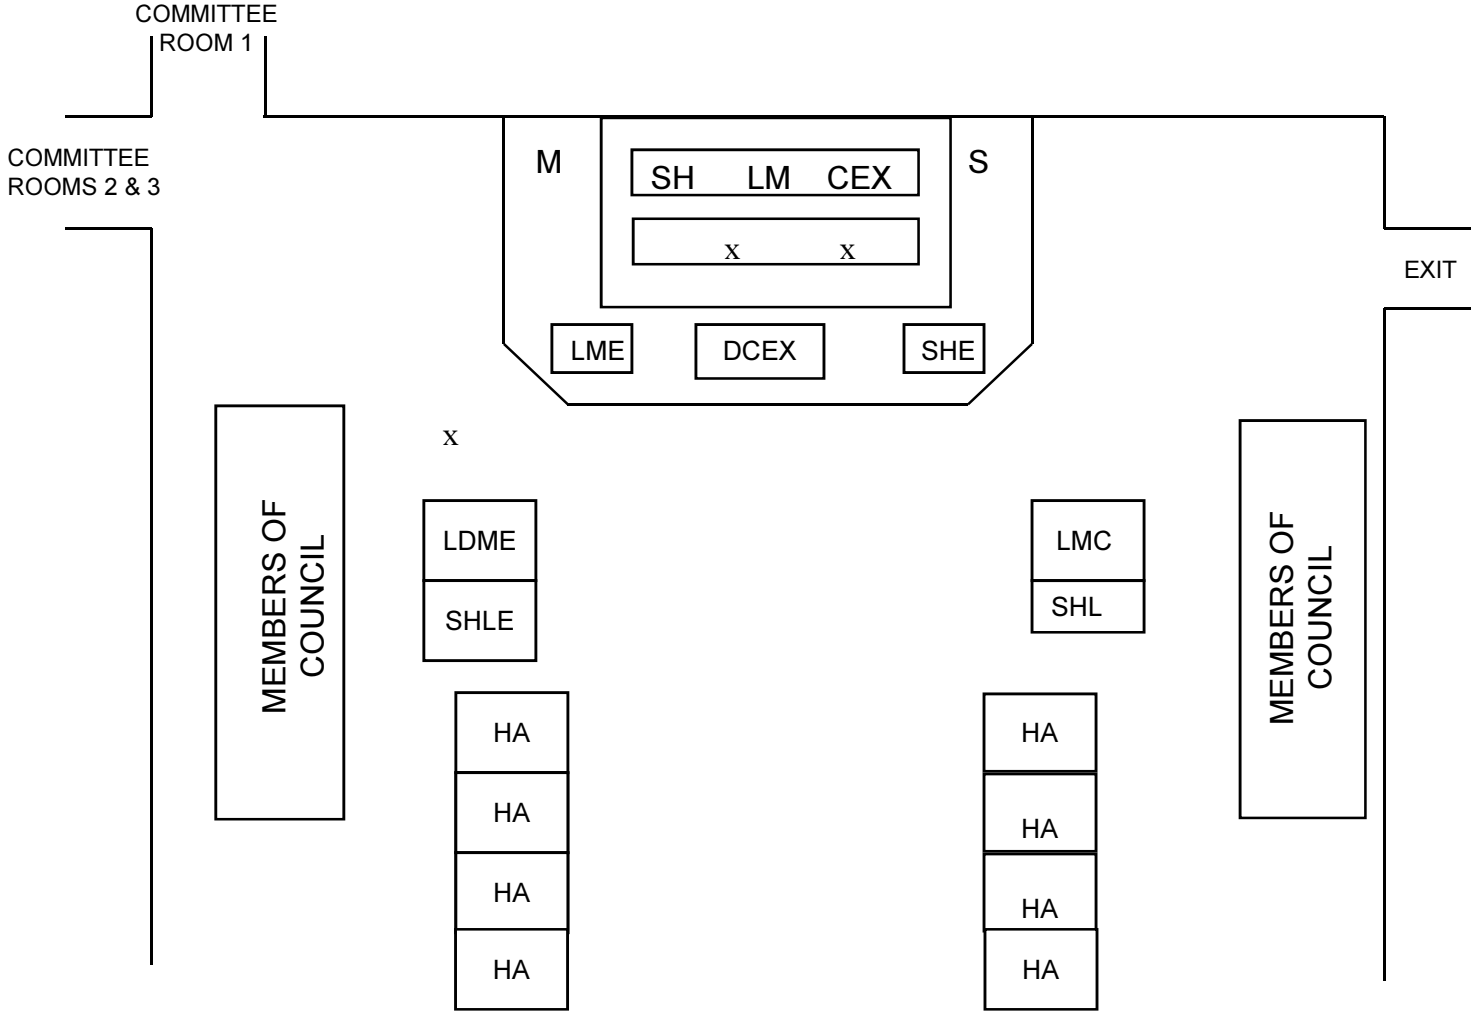 COMMITTEE
ROOM 1
COMMITTEE
ROOMS 2 & 3
M
SH LM CEX
S
x x
EXIT
LME
DCEX
SHE
x
MEMBERS OF
COUNCIL
LDME
SHLE
LMC
SHL
MEMBERS OF
COUNCIL
HA
HA
HA
HA
HA
HA
HA
HA